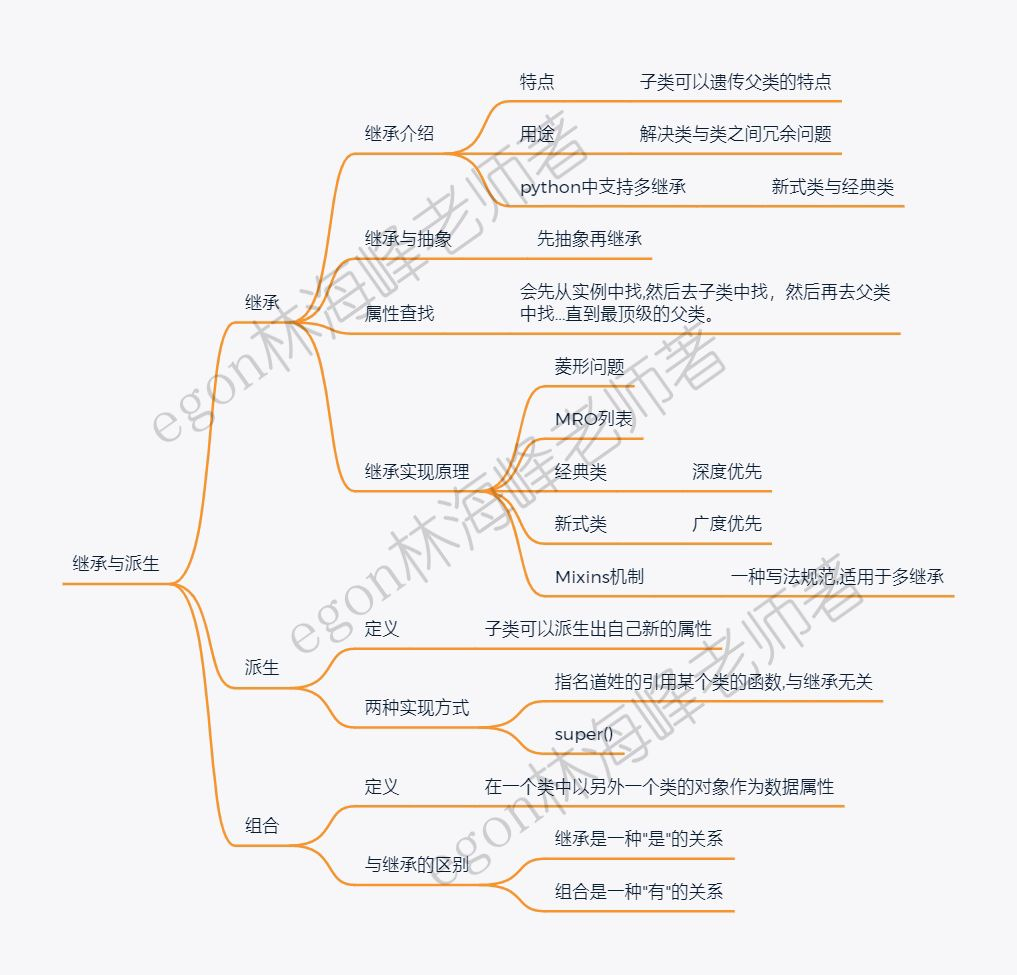 继承与派生
继承
继承介绍
特点
子类可以遗传父类的特点
用途
解决类与类之间冗余问题
python中支持多继承
新式类与经典类
继承与抽象
先抽象再继承
属性查找
会先从实例中找,然后去子类中找，然后再去父类
中找...直到最顶级的父类。
继承实现原理
菱形问题
MRO列表
经典类
深度优先
新式类
广度优先
Mixins机制
一种写法规范,适用于多继承
派生
定义
子类可以派生出自己新的属性
两种实现方式
指名道姓的引用某个类的函数,与继承无关
super()
组合
定义
在一个类中以另外一个类的对象作为数据属性
与继承的区别
继承是一种"是"的关系
组合是一种"有"的关系
egon林海峰老师著
egon林海峰老师著
egon林海峰老师著